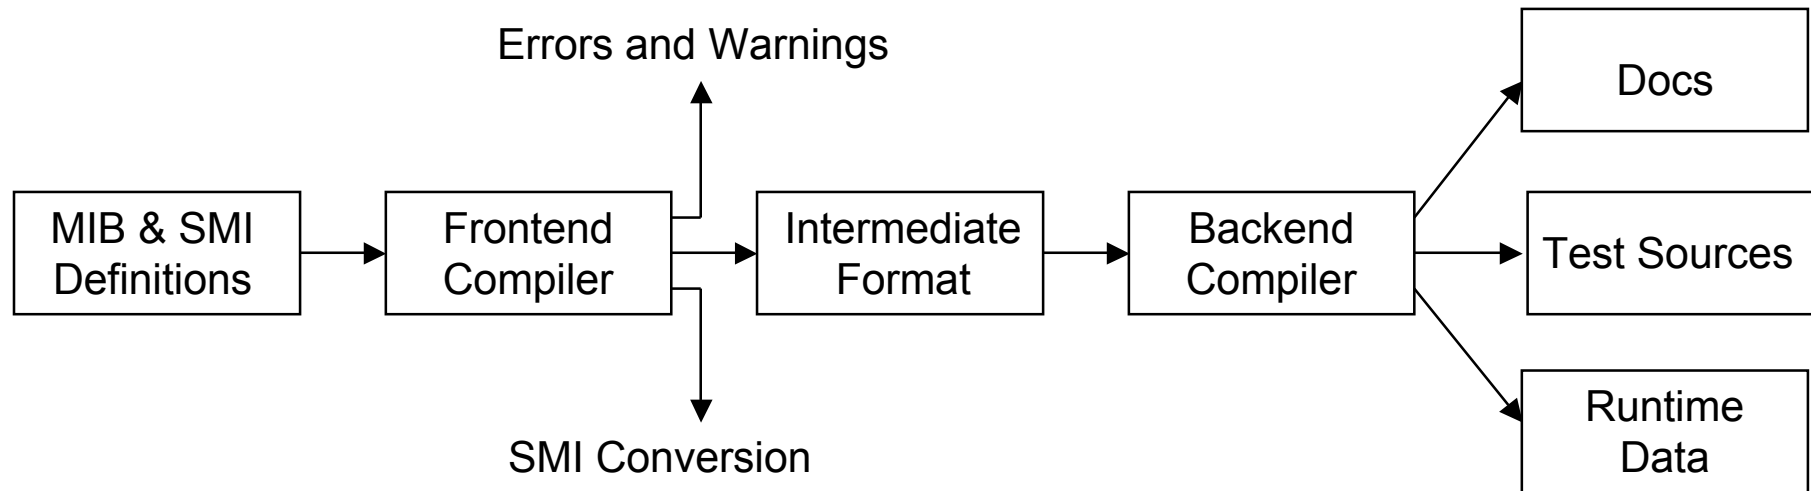 Errors and Warnings
Docs
MIB & SMI
Definitions
Frontend
Compiler
Intermediate
Format
Backend
Compiler
Test Sources
SMI Conversion
Runtime
Data